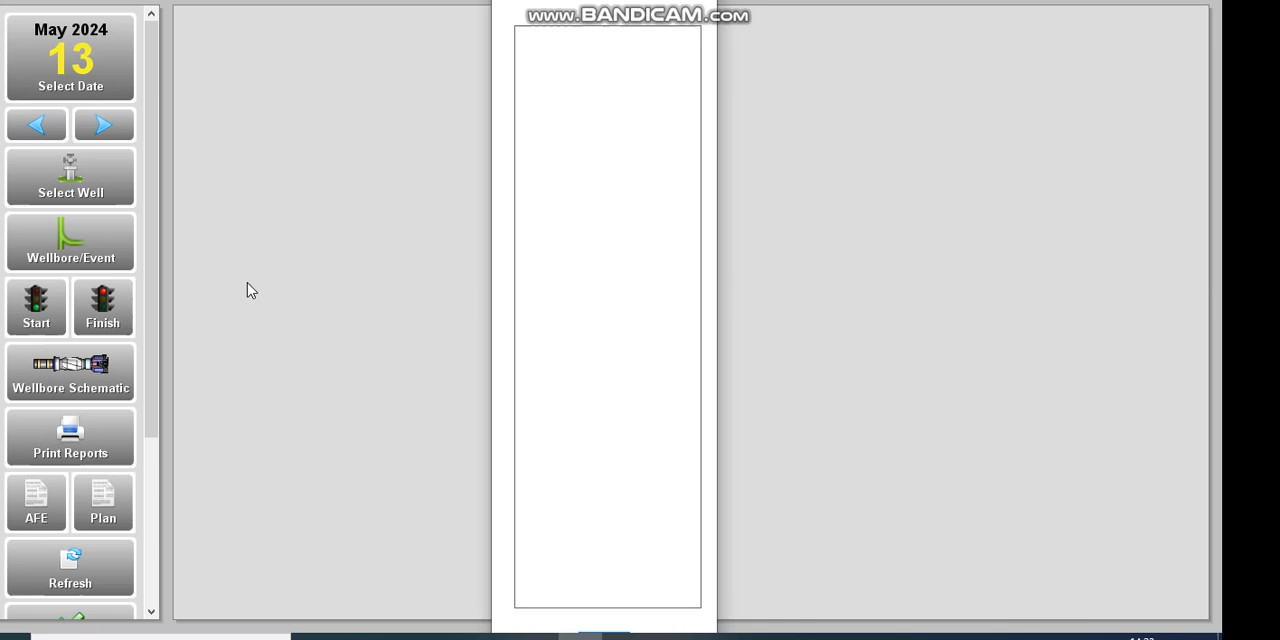 www.BANDICAM.com
May 2024
13
Select Date
Select Well
Wellbore/Event
Start
Finish
Wellbore Schematic
Print Reports
AFE
Plan
Refresh